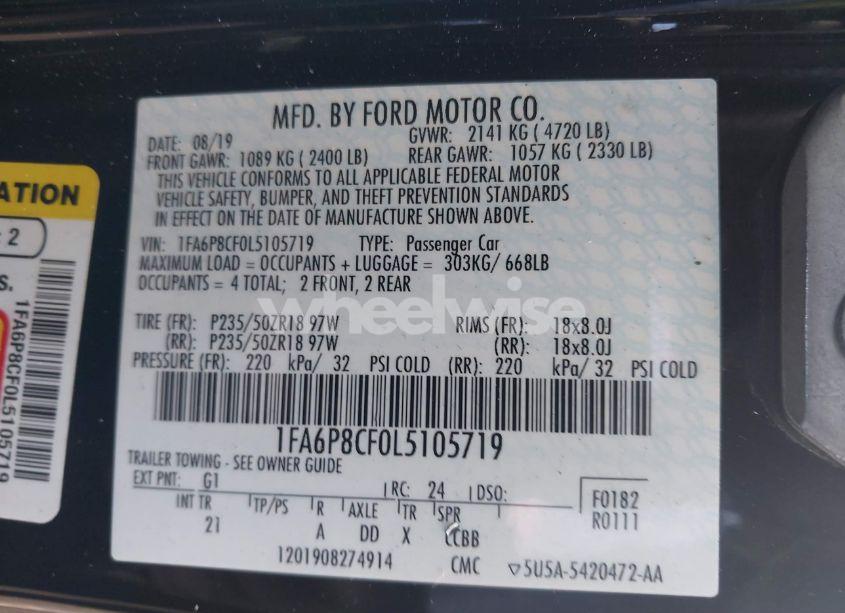 MFD. BY FORD MOTOR CO.
DATE: 08/19
GVWR: 2141 KG ( 4720 LB)
FRONT GAWR: 1089 KG ( 2400 LB)
REAR GAWR: 1057 KG ( 2330 LB)
THIS VEHICLE CONFORMS TO ALL APPLICABLE FEDERAL MOTOR
VEHICLE SAFETY, BUMPER, AND THEFT PREVENTION STANDARDS
IN EFFECT ON THE DATE OF MANUFACTURE SHOWN ABOVE.
VIN: 1FA6P8CF0L5105719 TYPE: Passenger Car
MAXIMUM LOAD = OCCUPANTS + LUGGAGE = 303KG/ 668LB
OCCUPANTS = 4 TOTAL; 2 FRONT, 2 REAR
wheelwise
TIRE (FR): P235/50ZR18 97W RIMS (FR): 18x8.0J
(RR): P235/50ZR18 97W (RR): 18x8.0J
PRESSURE (FR): 220 kPa/ 32 PSI COLD (RR): 220 kPa/ 32 PSI COLD
1FA6P8CF0L5105719
TRAILER TOWING - SEE OWNER GUIDE
EXT PNT: G1 RC: 24 DSO:
INT TR TP/PS R AXLE TR SPR
21 A DD X CCBB
F0182
R0111
1201908274914 CMC ▽5U5A-5420472-AA
ATION
: 2
s.
1FA6P8CF0L5105719